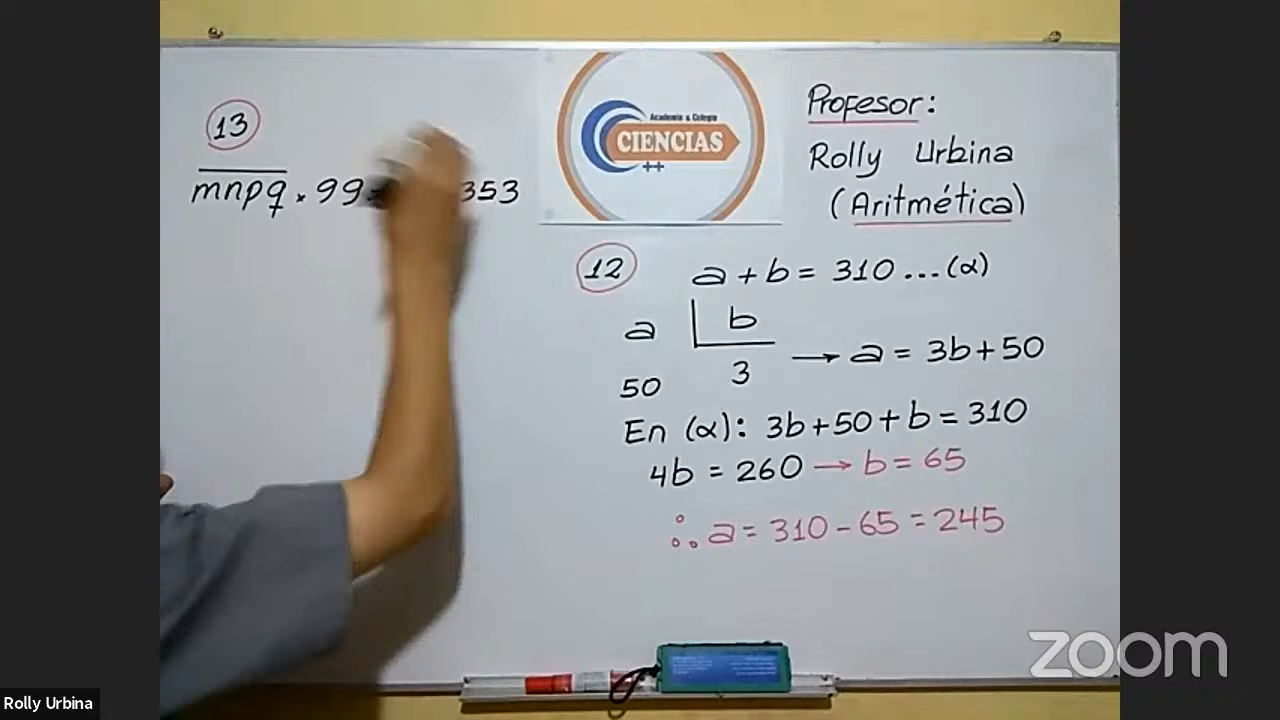 13
mnpq × 99
353
Academia & Colegio
CIENCIAS
++
Profesor:
Rolly Urbina
(Aritmética)
12
a + b = 310 ... (α)
a | b
50 3 → a = 3b + 50
En (α): 3b + 50 + b = 310
4b = 260 → b = 65
∴ a = 310 - 65 = 245
zoom
Rolly Urbina